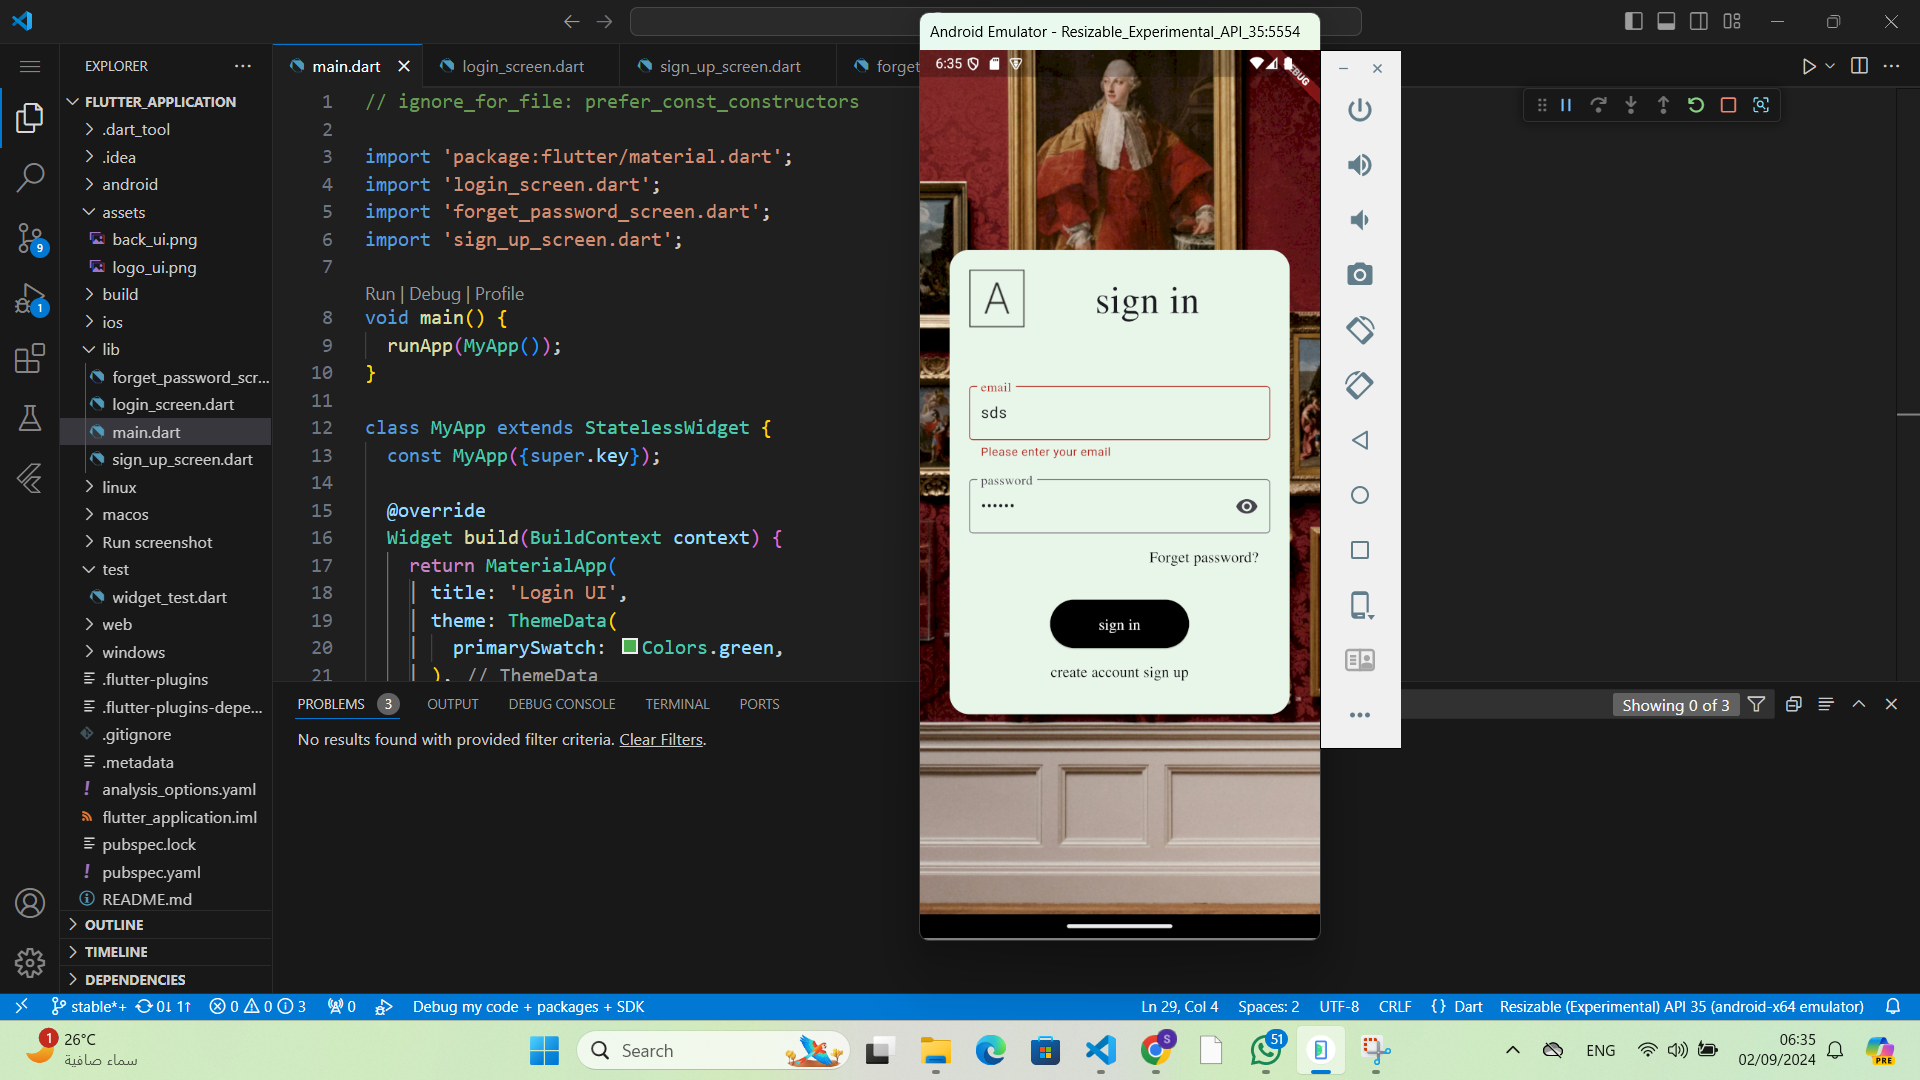 Android Emulator - Resizable_Experimental_API_35:5554
EXPLORER
main.dart
login_screen.dart
sign_up_screen.dart
forget
FLUTTER_APPLICATION
.dart_tool
.idea
android
assets
back_ui.png
logo_ui.png
build
ios
lib
forget_password_scr...
login_screen.dart
main.dart
sign_up_screen.dart
linux
macos
Run screenshot
test
widget_test.dart
web
windows
.flutter-plugins
.flutter-plugins-depe...
.gitignore
.metadata
analysis_options.yaml
flutter_application.iml
pubspec.lock
pubspec.yaml
README.md
OUTLINE
TIMELINE
DEPENDENCIES
9
1
1 // ignore_for_file: prefer_const_constructors
2
3 import 'package:flutter/material.dart';
4 import 'login_screen.dart';
5 import 'forget_password_screen.dart';
6 import 'sign_up_screen.dart';
7
Run | Debug | Profile
8 void main() {
9 runApp(MyApp());
10 }
11
12 class MyApp extends StatelessWidget {
13 const MyApp({super.key});
14
15 @override
16 Widget build(BuildContext context) {
17 return MaterialApp(
18 title: 'Login UI',
19 theme: ThemeData(
20 primarySwatch: Colors.green,
21 ), // ThemeData
6:35
DEBUG
A
sign in
email
sds
Please enter your email
password
••••••
Forget password?
sign in
create account sign up
PROBLEMS 3 OUTPUT DEBUG CONSOLE TERMINAL PORTS
Showing 0 of 3
No results found with provided filter criteria. Clear Filters.
stable*+ 0↓ 1↑ 0 0 3 0 Debug my code + packages + SDK
Ln 29, Col 4 Spaces: 2 UTF-8 CRLF {} Dart Resizable (Experimental) API 35 (android-x64 emulator)
1
26°C
سماء صافية
Search
S
51
ENG
06:35
02/09/2024
PRE